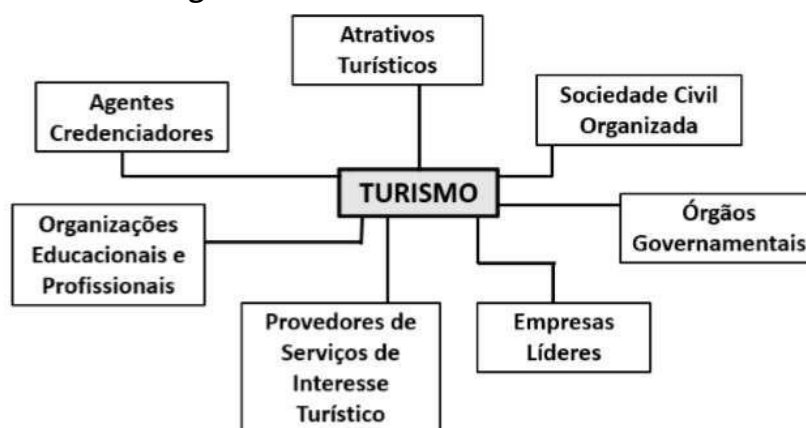 Atrativos
Turísticos
Agentes
Credenciadores
Sociedade Civil
Organizada
TURISMO
Organizações
Educacionais e
Profissionais
Órgãos
Governamentais
Provedores de
Serviços de
Interesse
Turístico
Empresas
Líderes